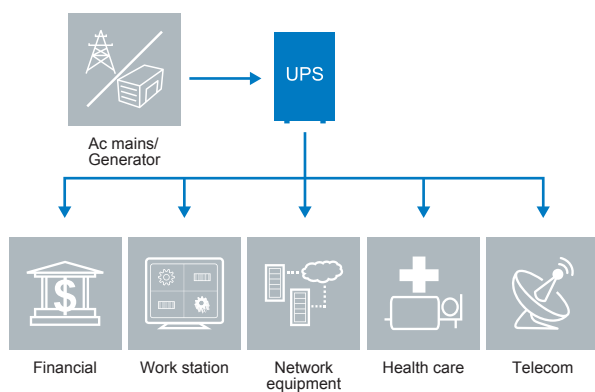 UPS
Ac mains/
Generator
$
Financial
Work station
Network
equipment
Health care
Telecom